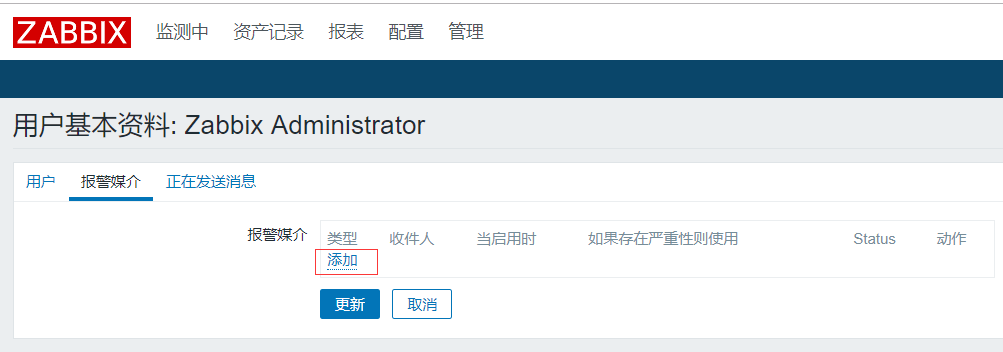 ZABBIX 监测中 资产记录 报表 配置 管理
用户基本资料: Zabbix Administrator
用户 报警媒介 正在发送消息
报警媒介 类型 收件人 当启用时 如果存在严重性则使用 Status 动作
添加
更新 取消